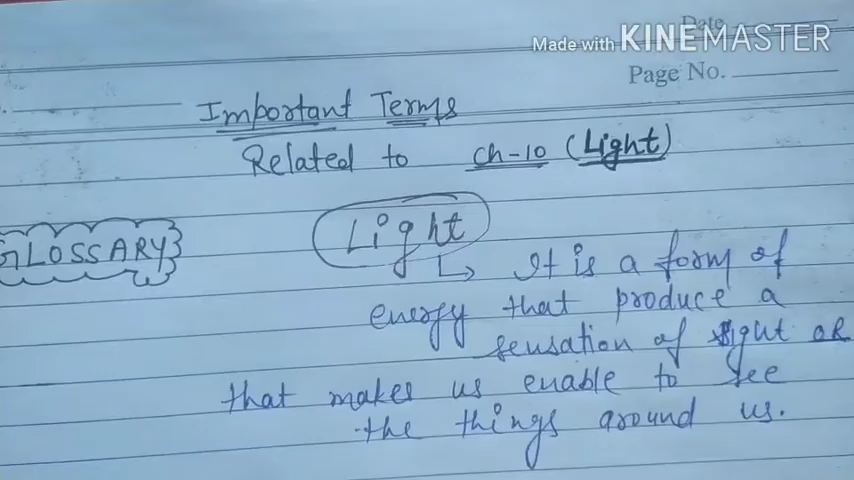 Date
Made with KINEMASTER
Page No.
Important Terms
Related to Ch-10 (Light)
GLOSSARY
Light
↳ It is a form of
energy that produce a
sensation of sight OR
that makes us enable to see
the things around us.